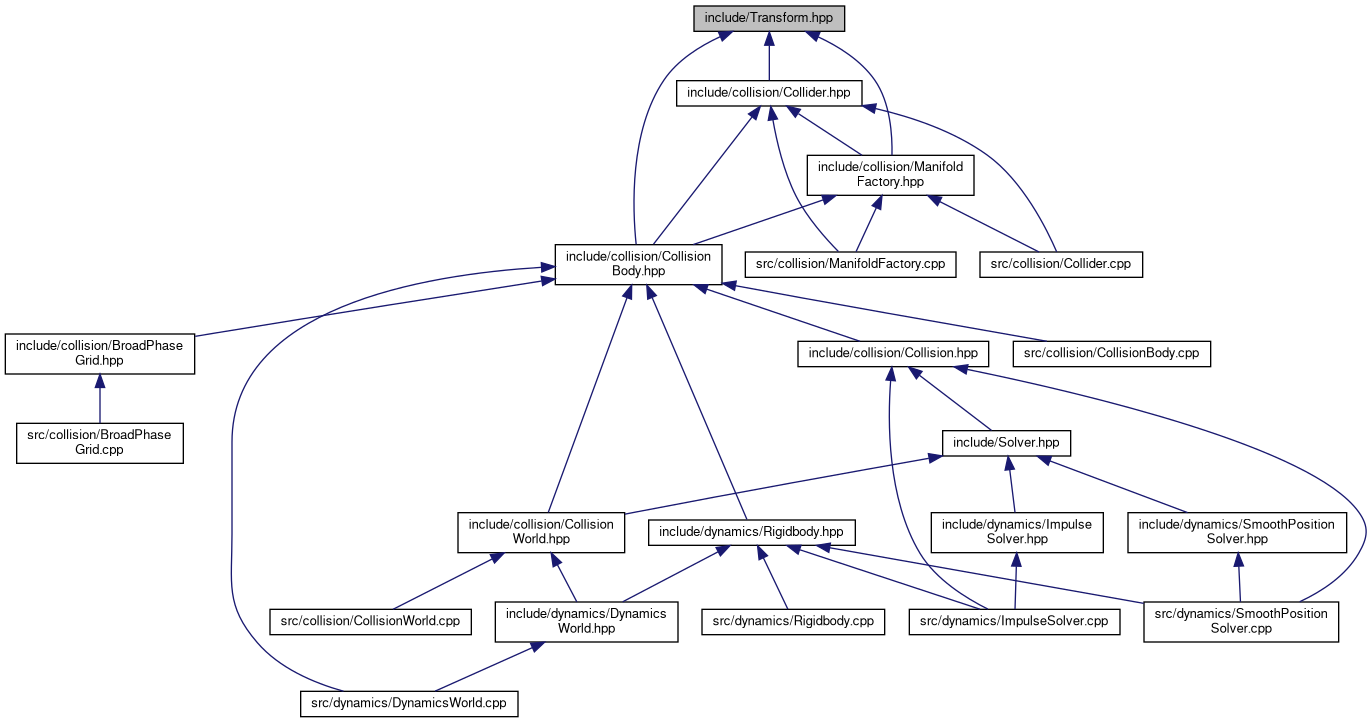 include/Transform.hpp
include/collision/Collider.hpp
include/collision/Manifold
Factory.hpp
include/collision/Collision
Body.hpp
src/collision/ManifoldFactory.cpp
src/collision/Collider.cpp
include/collision/BroadPhase
Grid.hpp
include/collision/Collision.hpp
src/collision/CollisionBody.cpp
src/collision/BroadPhase
Grid.cpp
include/Solver.hpp
include/collision/Collision
World.hpp
include/dynamics/Rigidbody.hpp
include/dynamics/Impulse
Solver.hpp
include/dynamics/SmoothPosition
Solver.hpp
src/collision/CollisionWorld.cpp
include/dynamics/Dynamics
World.hpp
src/dynamics/Rigidbody.cpp
src/dynamics/ImpulseSolver.cpp
src/dynamics/SmoothPosition
Solver.cpp
src/dynamics/DynamicsWorld.cpp